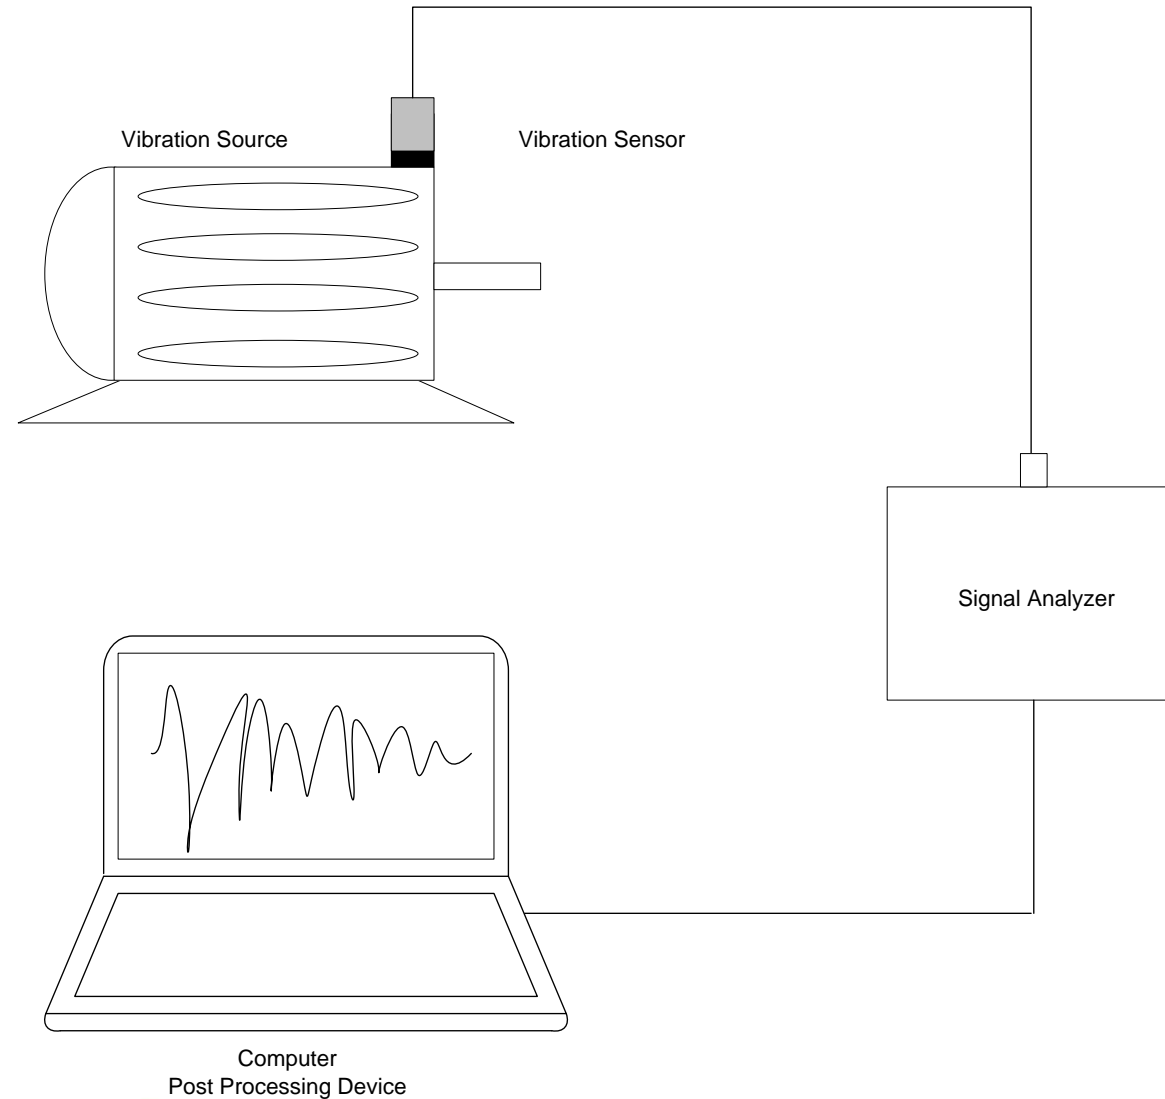 Vibration Source
Vibration Sensor
Signal Analyzer
Computer
Post Processing Device